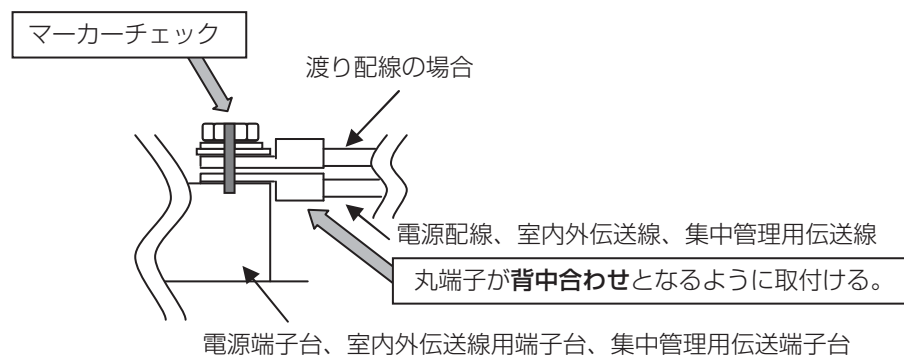 マーカーチェック
渡り配線の場合
電源配線、室内外伝送線、集中管理用伝送線
丸端子が背中合わせとなるように取付ける。
電源端子台、室内外伝送線用端子台、集中管理用伝送端子台